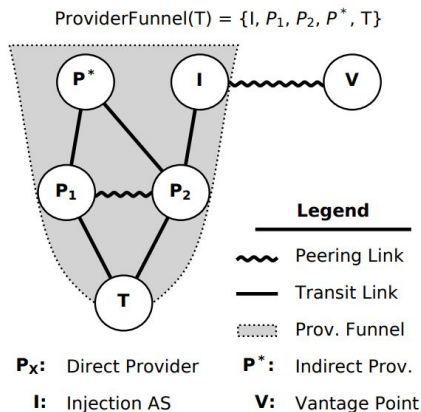 ProviderFunnel(T) = {I, P₁, P₂, P*, T}
P*
I
V
P₁
P₂
T
Legend
Peering Link
Transit Link
Prov. Funnel
Pₓ: Direct Provider
P*: Indirect Prov.
I: Injection AS
V: Vantage Point